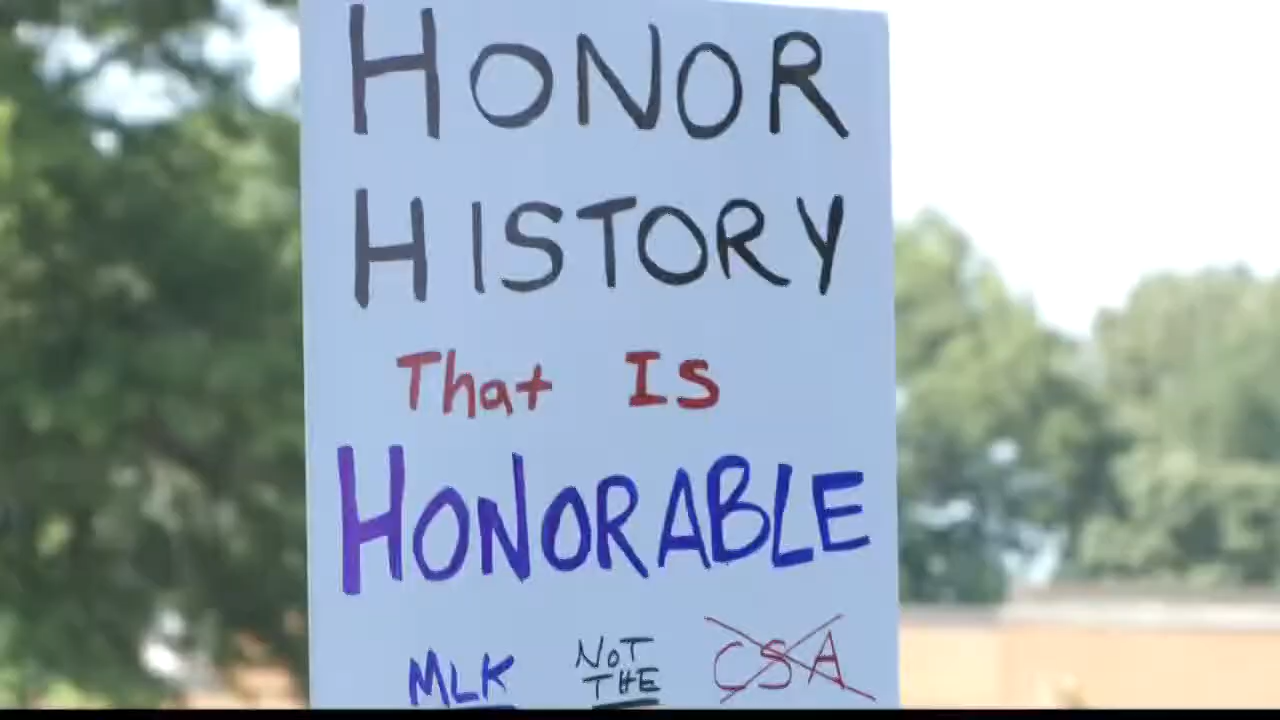 HONOR
HISTORY
That Is
HONORABLE
MLK NOT THE CSA